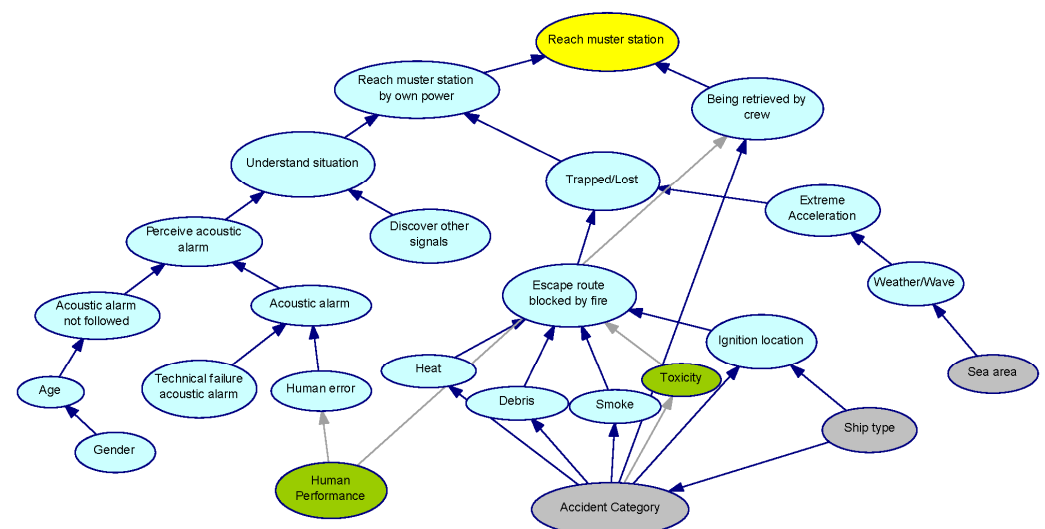 Reach muster station
Reach muster station
by own power
Being retrieved by
crew
Understand situation
Trapped/Lost
Extreme
Acceleration
Perceive acoustic
alarm
Discover other
signals
Acoustic alarm
not followed
Acoustic alarm
Escape route
blocked by fire
Weather/Wave
Ignition location
Heat
Toxicity
Sea area
Age
Technical failure
acoustic alarm
Human error
Debris
Smoke
Ship type
Gender
Human
Performance
Accident Category